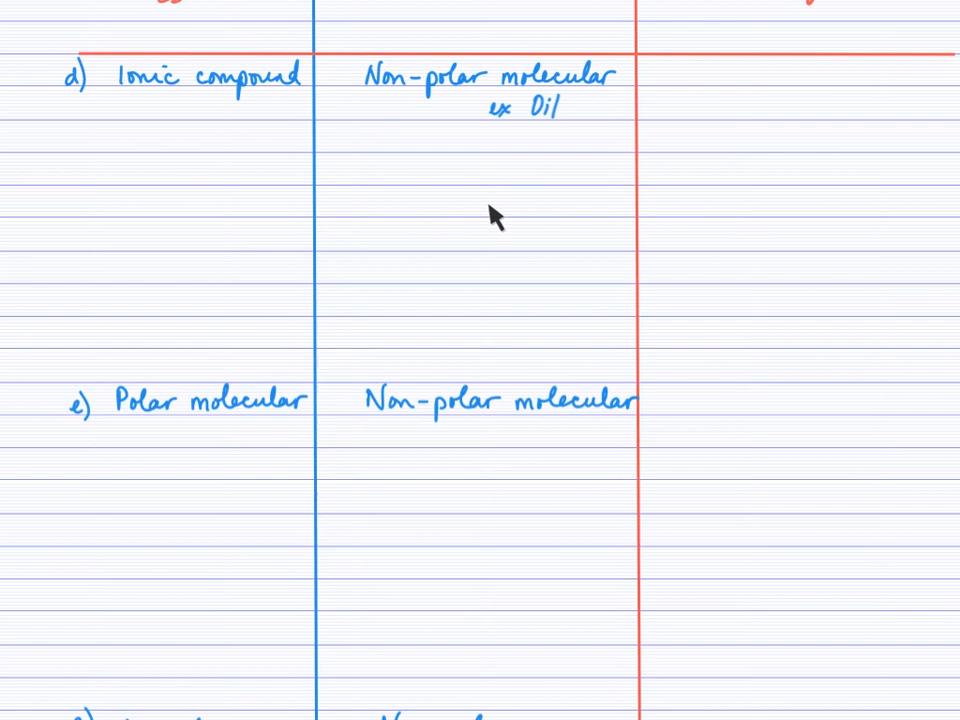 d) Ionic compound Non-polar molecular
ex Oil
e) Polar molecular Non-polar molecular